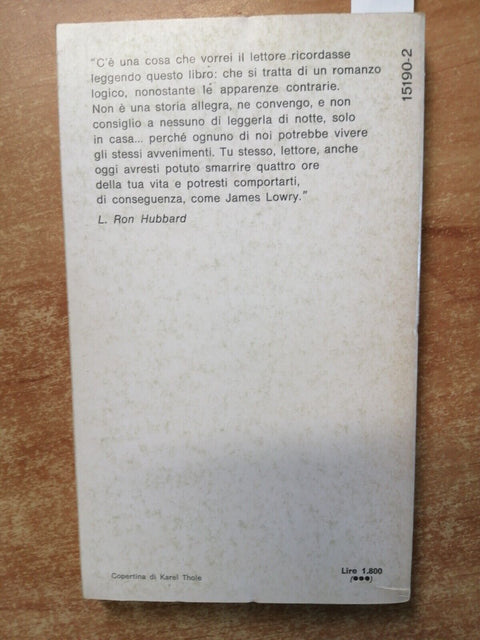 "C'è una cosa che vorrei il lettore ricordasse
leggendo questo libro: che si tratta di un romanzo
logico, nonostante le apparenze contrarie.
Non è una storia allegra, ne convengo, e non
consiglio a nessuno di leggerla di notte, solo
in casa... perché ognuno di noi potrebbe vivere
gli stessi avvenimenti. Tu stesso, lettore, anche
oggi avresti potuto smarrire quattro ore
della tua vita e potresti comportarti,
di conseguenza, come James Lowry."
L. Ron Hubbard
15190-2
Copertina di Karel Thole
Lire 1.800
(●●●)